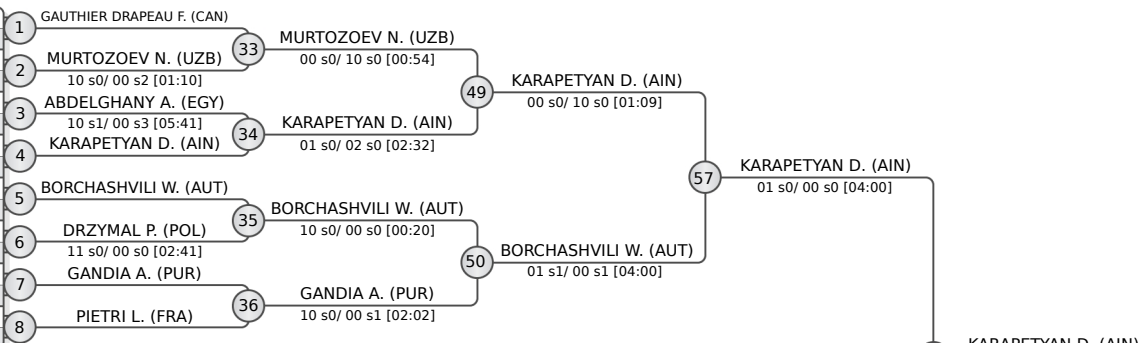 1
GAUTHIER DRAPEAU F. (CAN)
33
MURTOZOEV N. (UZB)
00 s0/ 10 s0 [00:54]
2
MURTOZOEV N. (UZB)
10 s0/ 00 s2 [01:10]
49
KARAPETYAN D. (AIN)
00 s0/ 10 s0 [01:09]
3
ABDELGHANY A. (EGY)
10 s1/ 00 s3 [05:41]
34
KARAPETYAN D. (AIN)
01 s0/ 02 s0 [02:32]
4
KARAPETYAN D. (AIN)
57
KARAPETYAN D. (AIN)
01 s0/ 00 s0 [04:00]
5
BORCHASHVILI W. (AUT)
35
BORCHASHVILI W. (AUT)
10 s0/ 00 s0 [00:20]
6
DRZYMAL P. (POL)
11 s0/ 00 s0 [02:41]
50
BORCHASHVILI W. (AUT)
01 s1/ 00 s1 [04:00]
7
GANDIA A. (PUR)
36
GANDIA A. (PUR)
10 s0/ 00 s1 [02:02]
8
PIETRI L. (FRA)
KARAPETYAN D. (AIN)